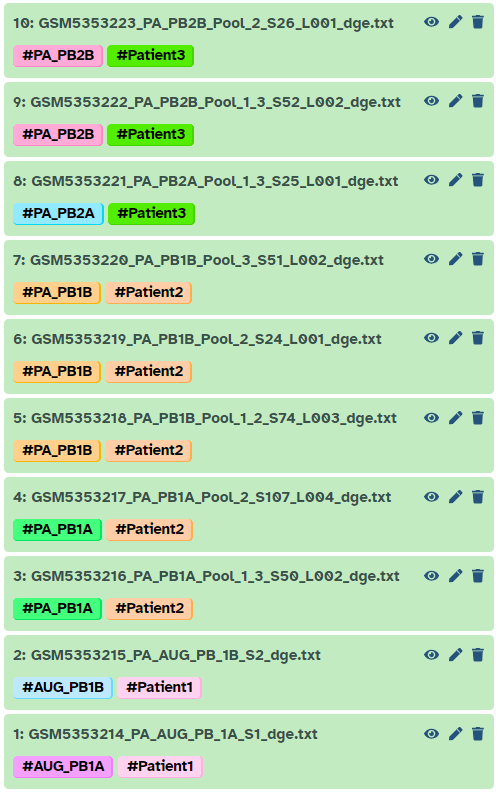 10: GSM5353223_PA_PB2B_Pool_2_S26_L001_dge.txt
#PA_PB2B #Patient3
9: GSM5353222_PA_PB2B_Pool_1_3_S52_L002_dge.txt
#PA_PB2B #Patient3
8: GSM5353221_PA_PB2A_Pool_1_3_S25_L001_dge.txt
#PA_PB2A #Patient3
7: GSM5353220_PA_PB1B_Pool_3_S51_L002_dge.txt
#PA_PB1B #Patient2
6: GSM5353219_PA_PB1B_Pool_2_S24_L001_dge.txt
#PA_PB1B #Patient2
5: GSM5353218_PA_PB1B_Pool_1_2_S74_L003_dge.txt
#PA_PB1B #Patient2
4: GSM5353217_PA_PB1A_Pool_2_S107_L004_dge.txt
#PA_PB1A #Patient2
3: GSM5353216_PA_PB1A_Pool_1_3_S50_L002_dge.txt
#PA_PB1A #Patient2
2: GSM5353215_PA_AUG_PB_1B_S2_dge.txt
#AUG_PB1B #Patient1
1: GSM5353214_PA_AUG_PB_1A_S1_dge.txt
#AUG_PB1A #Patient1